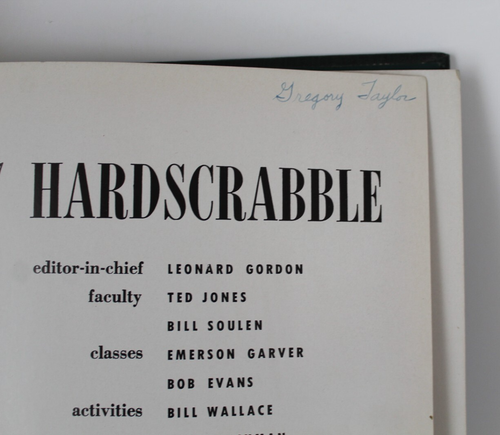 Gregory Taylor
HARDSCRABBLE
editor-in-chief LEONARD GORDON
faculty TED JONES
BILL SOULEN
classes EMERSON GARVER
BOB EVANS
activities BILL WALLACE